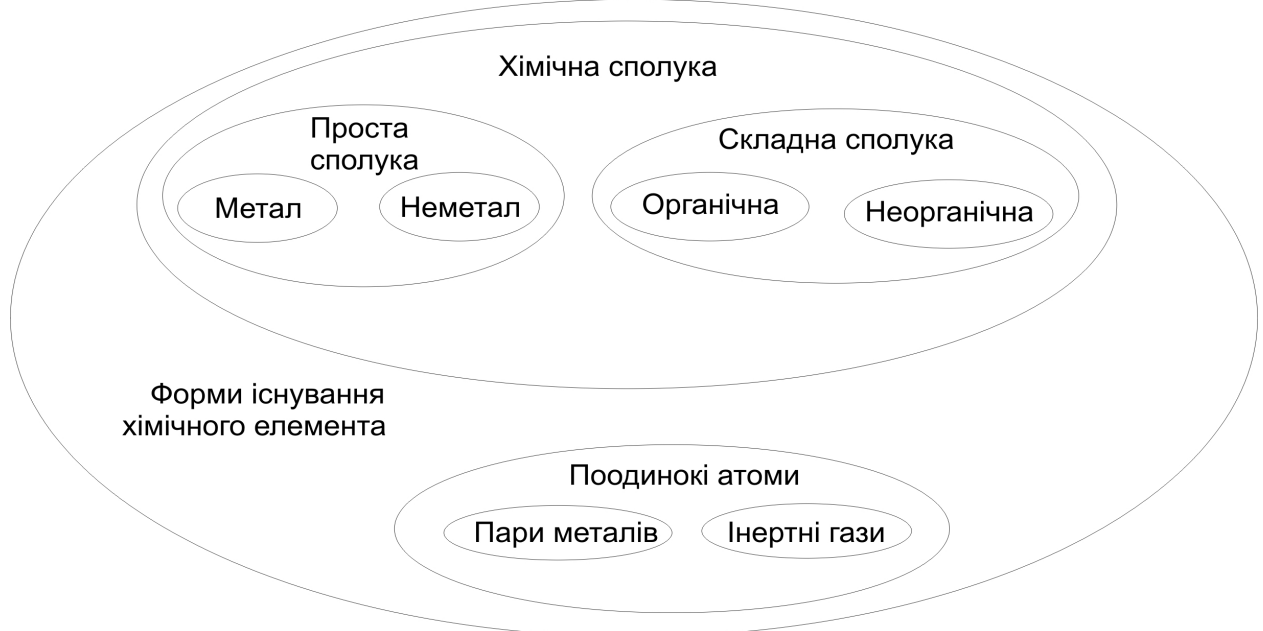 Хімічна сполука
Проста
сполука
Складна сполука
Метал
Неметал
Органічна
Неорганічна
Форми існування
хімічного елемента
Поодинокі атоми
Пари металів
Інертні гази